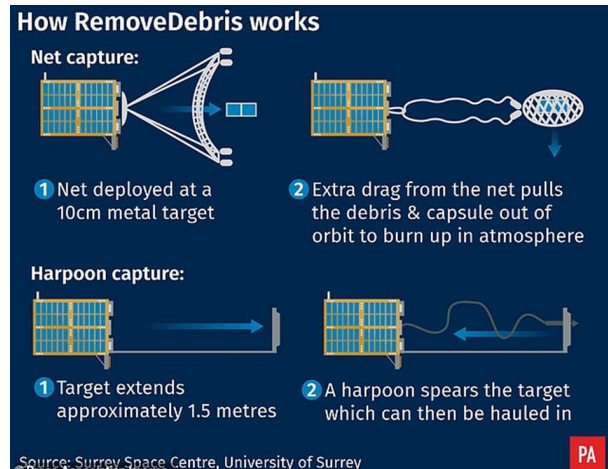 How RemoveDebris works
Net capture:
1 Net deployed at a
10cm metal target
2 Extra drag from the net pulls
the debris & capsule out of
orbit to burn up in atmosphere
Harpoon capture:
1 Target extends
approximately 1.5 metres
2 A harpoon spears the target
which can then be hauled in
Source: Surrey Space Centre, University of Surrey
PA